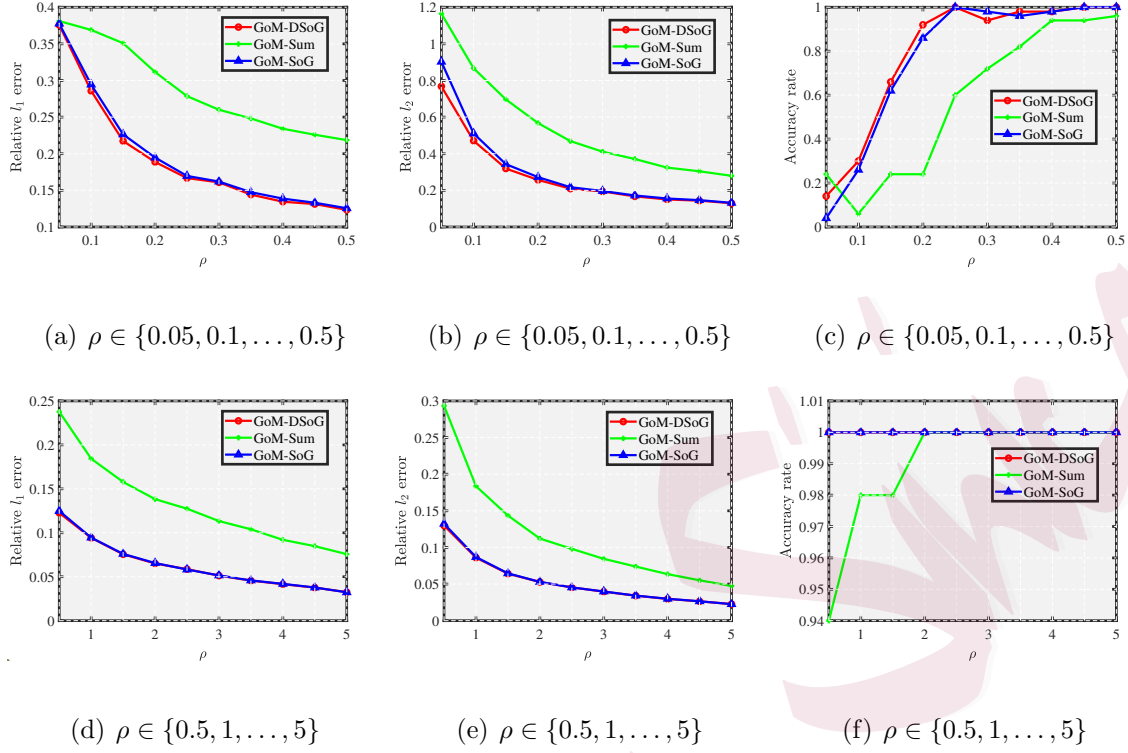 0.4
0.35
0.3
0.25
0.2
0.15
0.1
Relative l₁ error
GoM-DSoG
GoM-Sum
GoM-SoG
0.1 0.2 0.3 0.4 0.5
ρ
(a) ρ ∈ {0.05, 0.1, . . . , 0.5}
1.2
1
0.8
0.6
0.4
0.2
0
Relative l₂ error
GoM-DSoG
GoM-Sum
GoM-SoG
0.1 0.2 0.3 0.4 0.5
ρ
(b) ρ ∈ {0.05, 0.1, . . . , 0.5}
1
0.8
0.6
0.4
0.2
0
Accuracy rate
GoM-DSoG
GoM-Sum
GoM-SoG
0.1 0.2 0.3 0.4 0.5
ρ
(c) ρ ∈ {0.05, 0.1, . . . , 0.5}
0.25
0.2
0.15
0.1
0.05
0
Relative l₁ error
GoM-DSoG
GoM-Sum
GoM-SoG
1 2 3 4 5
ρ
(d) ρ ∈ {0.5, 1, . . . , 5}
0.3
0.25
0.2
0.15
0.1
0.05
0
Relative l₂ error
GoM-DSoG
GoM-Sum
GoM-SoG
1 2 3 4 5
ρ
(e) ρ ∈ {0.5, 1, . . . , 5}
1.01
1
0.99
0.98
0.97
0.96
0.95
0.94
Accuracy rate
GoM-DSoG
GoM-Sum
GoM-SoG
1 2 3 4 5
ρ
(f) ρ ∈ {0.5, 1, . . . , 5}